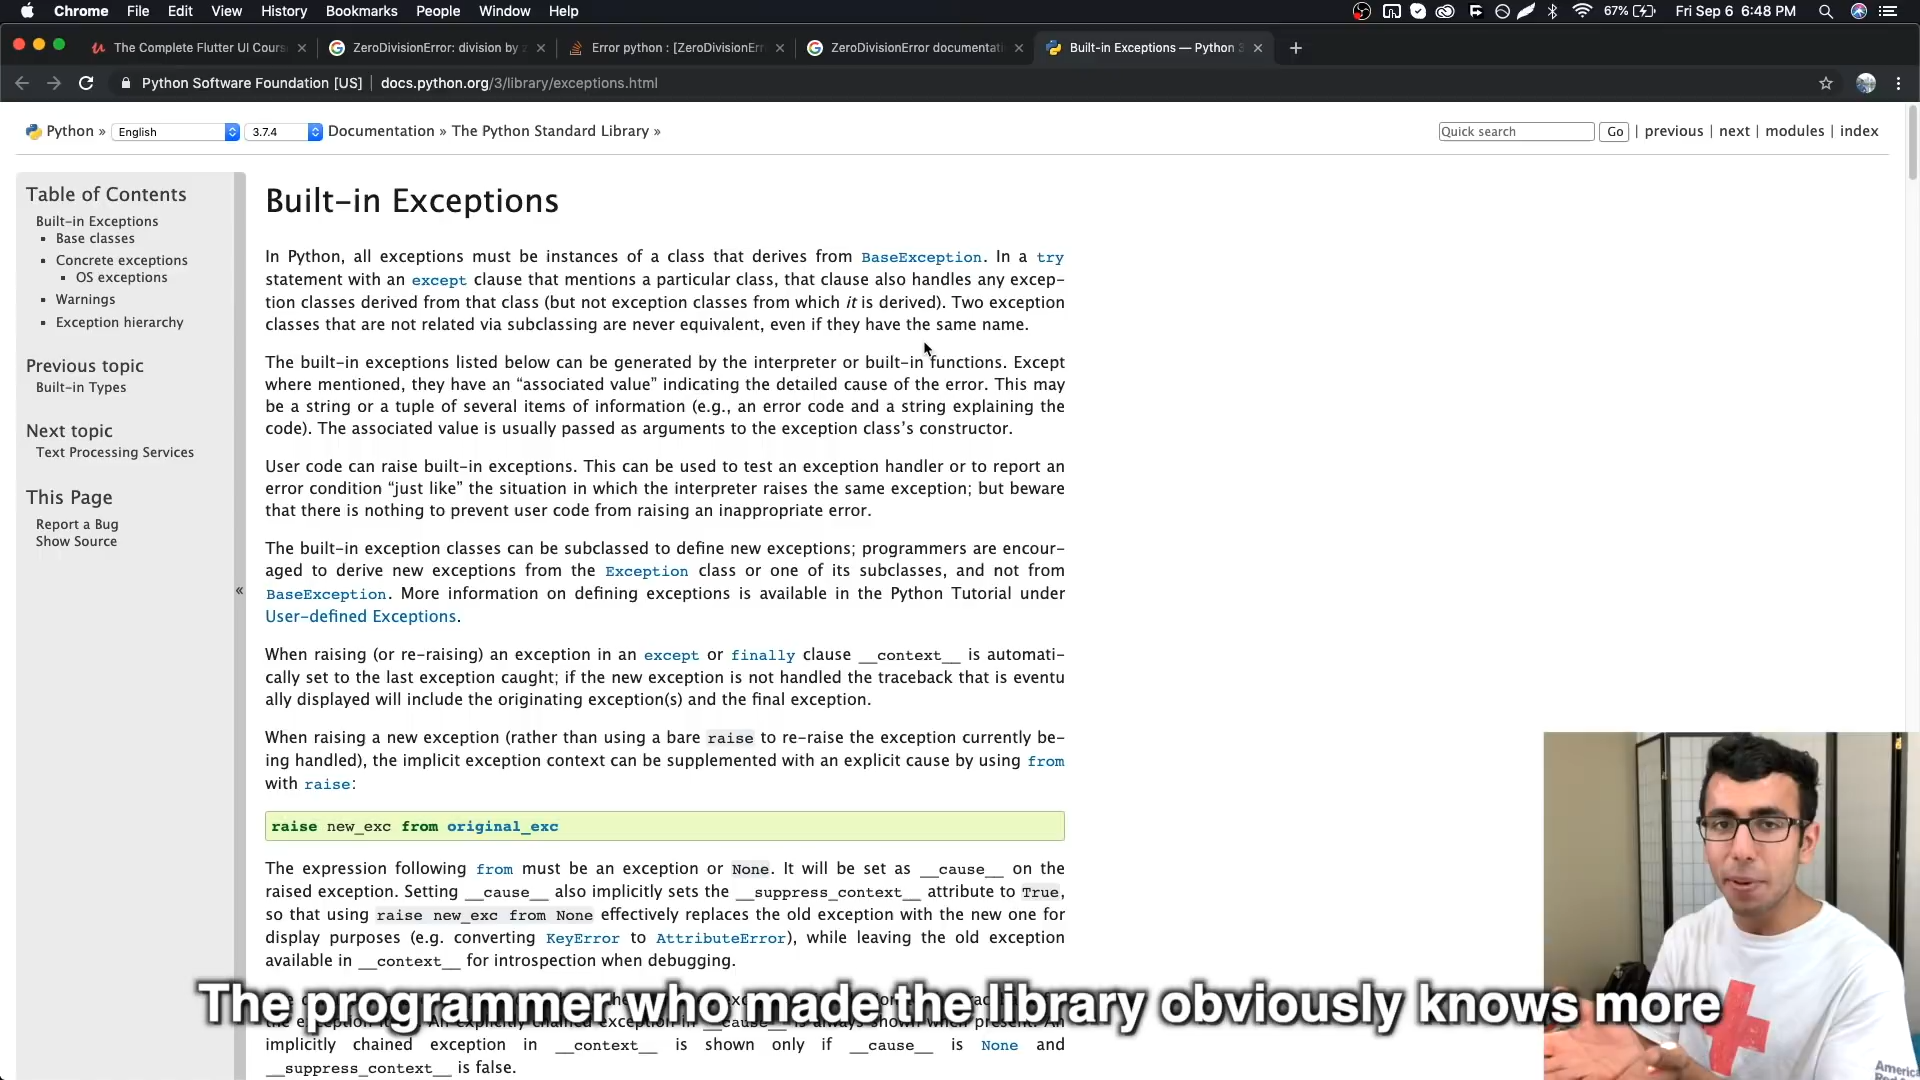 Chrome File Edit View History Bookmarks People Window Help 67% Fri Sep 6 6:48 PM
The Complete Flutter UI Cours ZeroDivisionError: division by z Error python : [ZeroDivisionErr ZeroDivisionError documentati Built-in Exceptions — Python 3
Python Software Foundation [US] | docs.python.org/3/library/exceptions.html
Python » English 3.7.4 Documentation » The Python Standard Library » Quick search Go | previous | next | modules | index
Table of Contents
Built-in Exceptions
Base classes
Concrete exceptions
OS exceptions
Warnings
Exception hierarchy
Previous topic
Built-in Types
Next topic
Text Processing Services
This Page
Report a Bug
Show Source
«
Built-in Exceptions
In Python, all exceptions must be instances of a class that derives from BaseException. In a try
statement with an except clause that mentions a particular class, that clause also handles any excep-
tion classes derived from that class (but not exception classes from which it is derived). Two exception
classes that are not related via subclassing are never equivalent, even if they have the same name.
The built-in exceptions listed below can be generated by the interpreter or built-in functions. Except
where mentioned, they have an “associated value” indicating the detailed cause of the error. This may
be a string or a tuple of several items of information (e.g., an error code and a string explaining the
code). The associated value is usually passed as arguments to the exception class’s constructor.
User code can raise built-in exceptions. This can be used to test an exception handler or to report an
error condition “just like” the situation in which the interpreter raises the same exception; but beware
that there is nothing to prevent user code from raising an inappropriate error.
The built-in exception classes can be subclassed to define new exceptions; programmers are encour-
aged to derive new exceptions from the Exception class or one of its subclasses, and not from
BaseException. More information on defining exceptions is available in the Python Tutorial under
User-defined Exceptions.
When raising (or re-raising) an exception in an except or finally clause __context__ is automati-
cally set to the last exception caught; if the new exception is not handled the traceback that is eventu
ally displayed will include the originating exception(s) and the final exception.
When raising a new exception (rather than using a bare raise to re-raise the exception currently be-
ing handled), the implicit exception context can be supplemented with an explicit cause by using from
with raise:
raise new_exc from original_exc
The expression following from must be an exception or None. It will be set as __cause__ on the
raised exception. Setting __cause__ also implicitly sets the __suppress_context__ attribute to True,
so that using raise new_exc from None effectively replaces the old exception with the new one for
display purposes (e.g. converting KeyError to AttributeError), while leaving the old exception
available in __context__ for introspection when debugging.
The programmer who made the library obviously knows more
implicitly chained exception in __context__ is shown only if __cause__ is None and
__suppress_context__ is false.